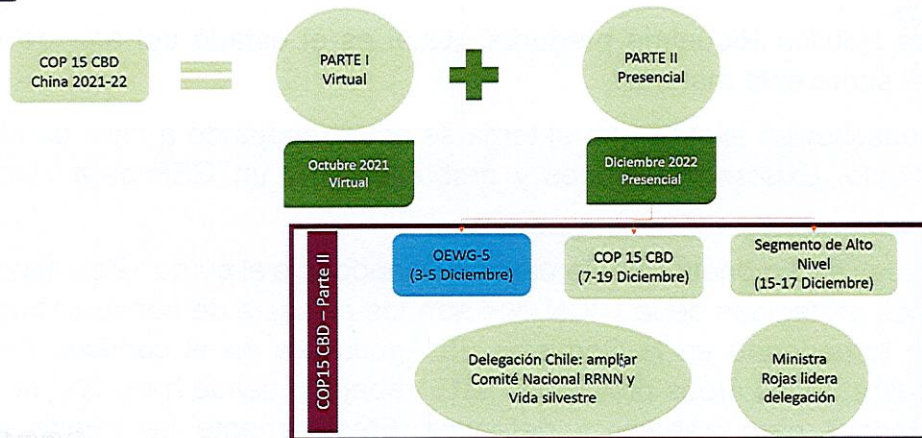 COP 15 CBD
China 2021-22
PARTE I
Virtual
PARTE II
Presencial
Octubre 2021
Virtual
Diciembre 2022
Presencial
COP15 CBD – Parte II
OEWG-5
(3-5 Diciembre)
COP 15 CBD
(7-19 Diciembre)
Segmento de Alto
Nivel
(15-17 Diciembre)
Delegación Chile: ampliar
Comité Nacional RRNN y
Vida silvestre
Ministra
Rojas lidera
delegación